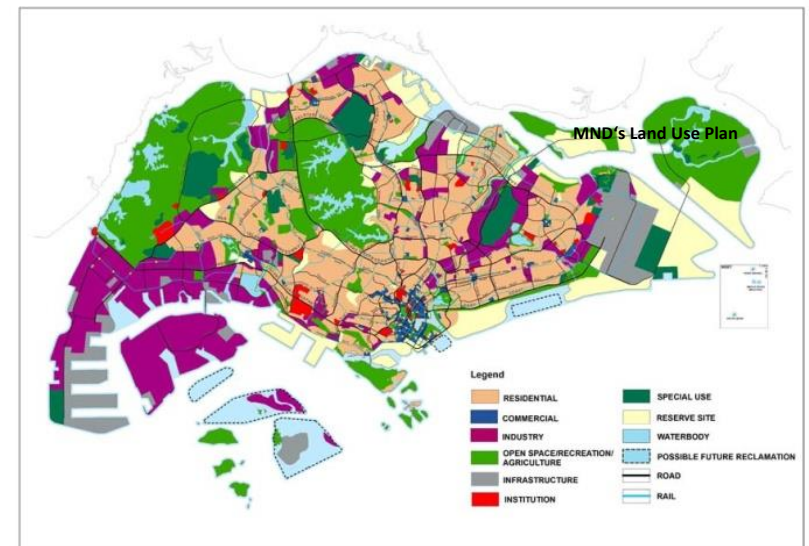 MND's Land Use Plan
Legend
RESIDENTIAL
COMMERCIAL
INDUSTRY
OPEN SPACE/RECREATION/
AGRICULTURE
INFRASTRUCTURE
INSTITUTION
SPECIAL USE
RESERVE SITE
WATERBODY
POSSIBLE FUTURE RECLAMATION
ROAD
RAIL